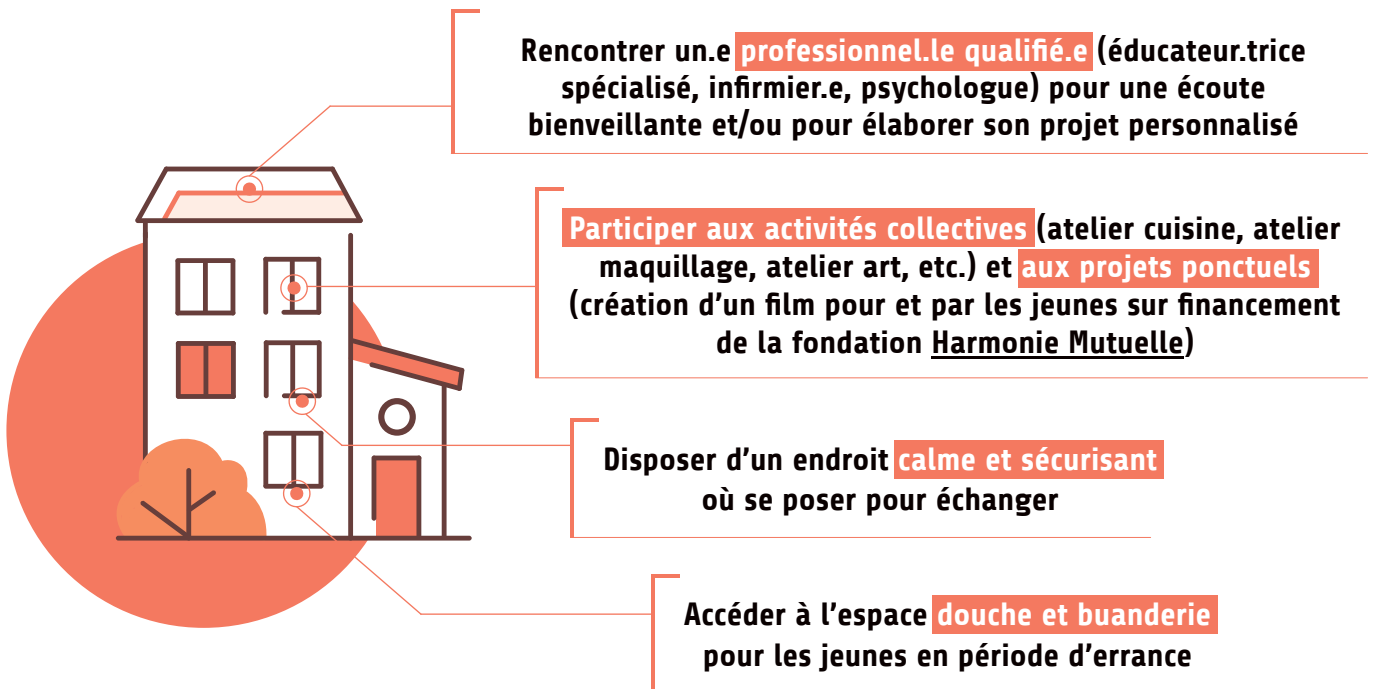 Rencontrer un.e professionnel.le qualifié.e (éducateur.trice
spécialisé, infirmier.e, psychologue) pour une écoute
bienveillante et/ou pour élaborer son projet personnalisé
Participer aux activités collectives (atelier cuisine, atelier
maquillage, atelier art, etc.) et aux projets ponctuels
(création d'un film pour et par les jeunes sur financement
de la fondation Harmonie Mutuelle)
Disposer d'un endroit calme et sécurisant
où se poser pour échanger
Accéder à l'espace douche et buanderie
pour les jeunes en période d'errance